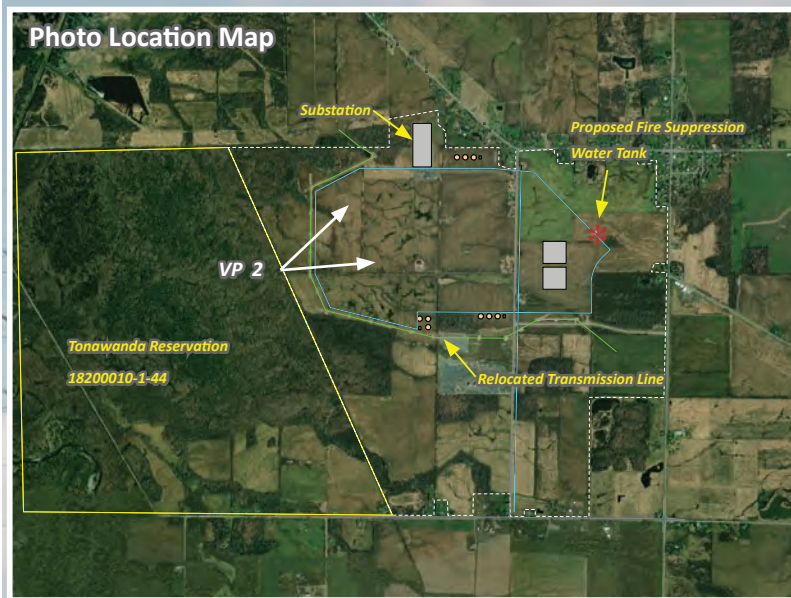 Photo Location Map
Substation
Proposed Fire Suppression
Water Tank
VP 2
Tonawanda Reservation
18200010-1-44
Relocated Transmission Line